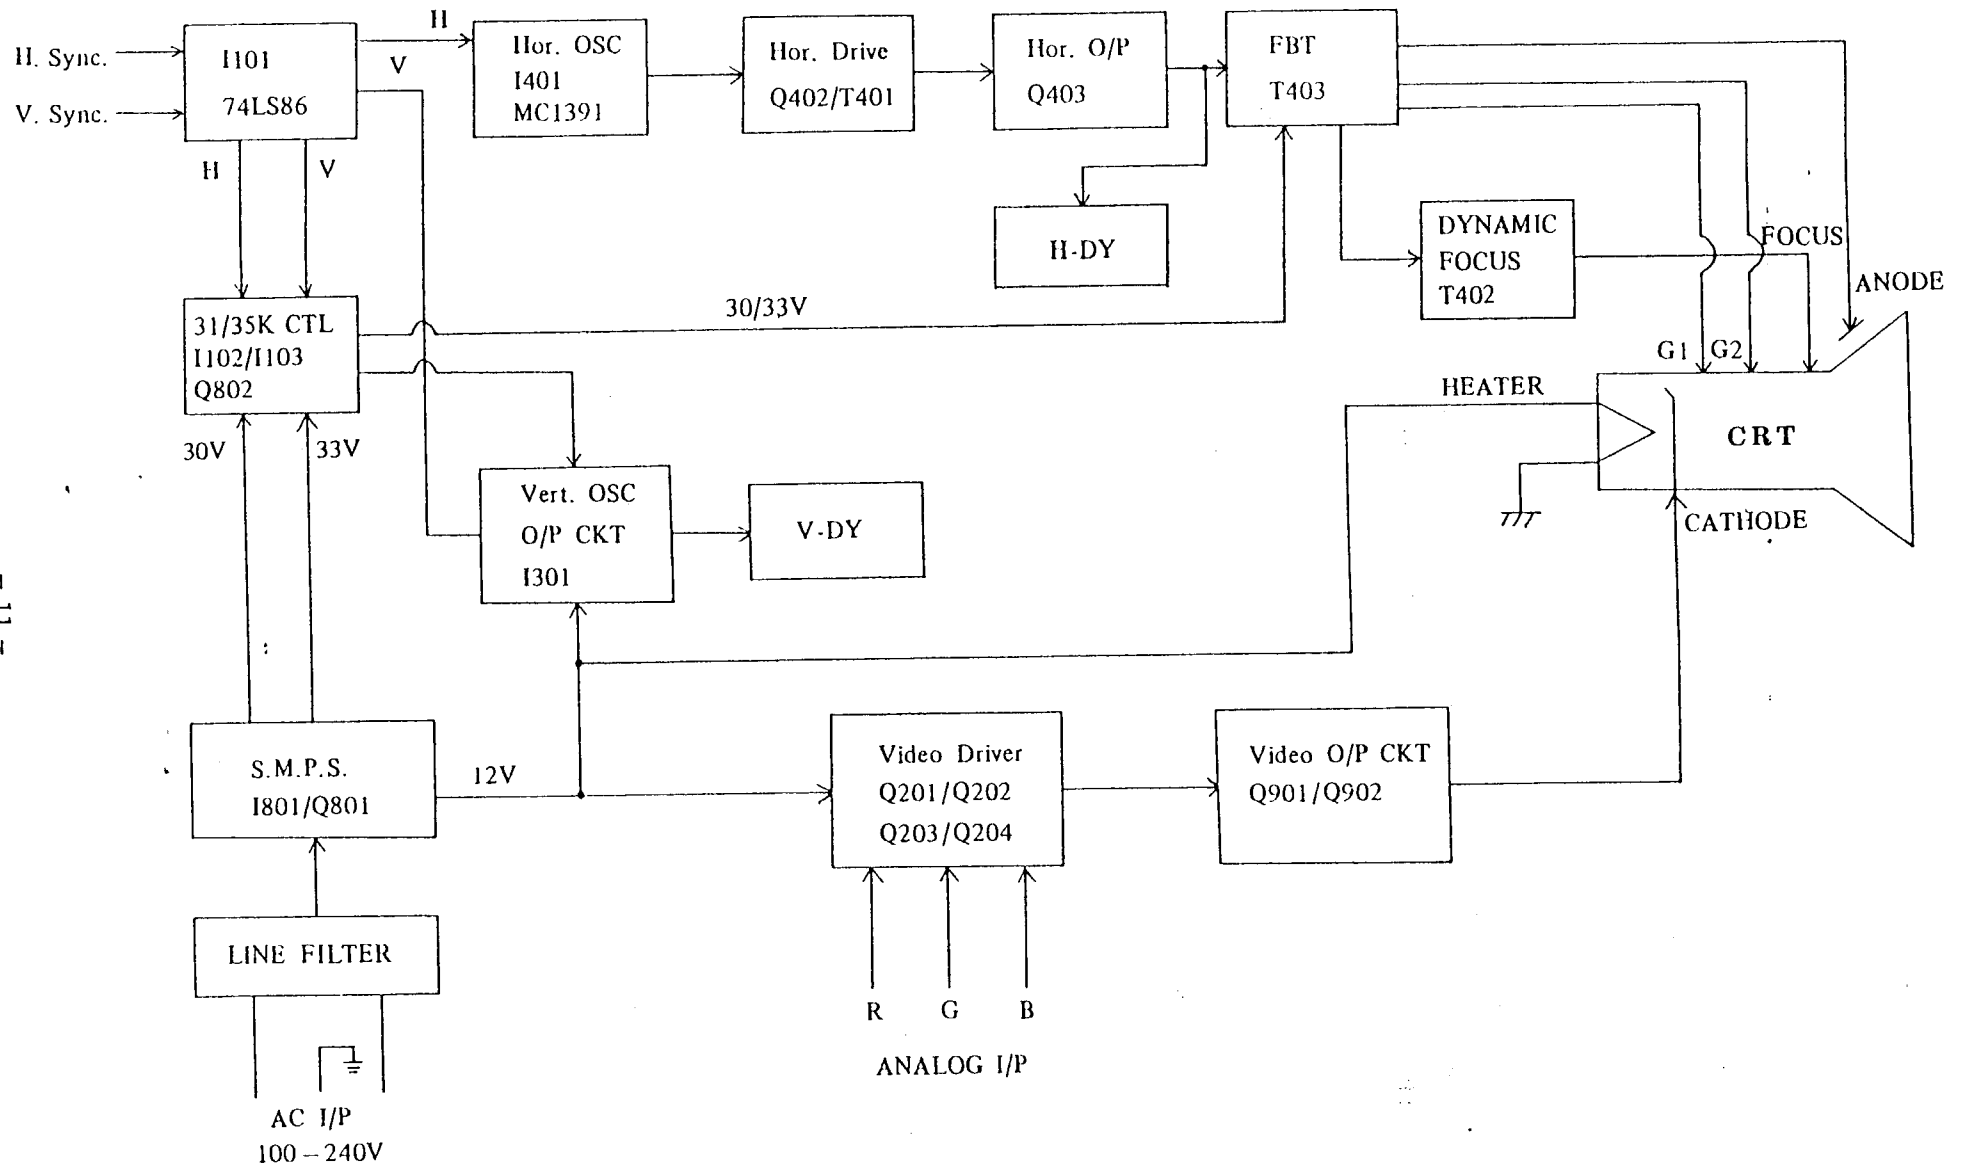 H. Sync.
V. Sync.
I101
74LS86
H
V
Hor. OSC
I401
MC1391
Hor. Drive
Q402/T401
Hor. O/P
Q403
FBT
T403
H
V
H-DY
DYNAMIC
FOCUS
T402
FOCUS
ANODE
31/35K CTL
I102/I103
Q802
30/33V
G1
G2
HEATER
CRT
CATHODE
30V
33V
Vert. OSC
O/P CKT
I301
V-DY
S.M.P.S.
I801/Q801
12V
Video Driver
Q201/Q202
Q203/Q204
Video O/P CKT
Q901/Q902
LINE FILTER
R
G
B
ANALOG I/P
AC I/P
100–240V